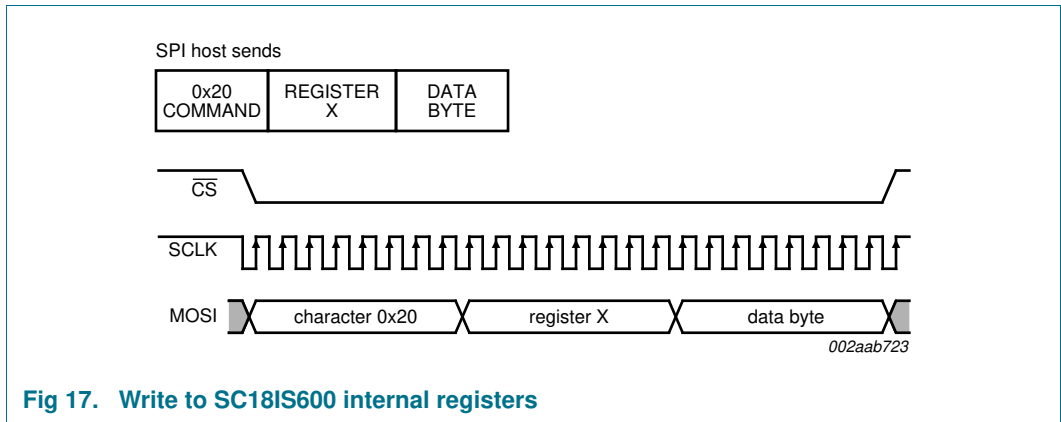 SPI host sends
0x20 REGISTER DATA
COMMAND X BYTE
CS
SCLK
MOSI character 0x20 register X data byte
002aab723
Fig 17. Write to SC18IS600 internal registers